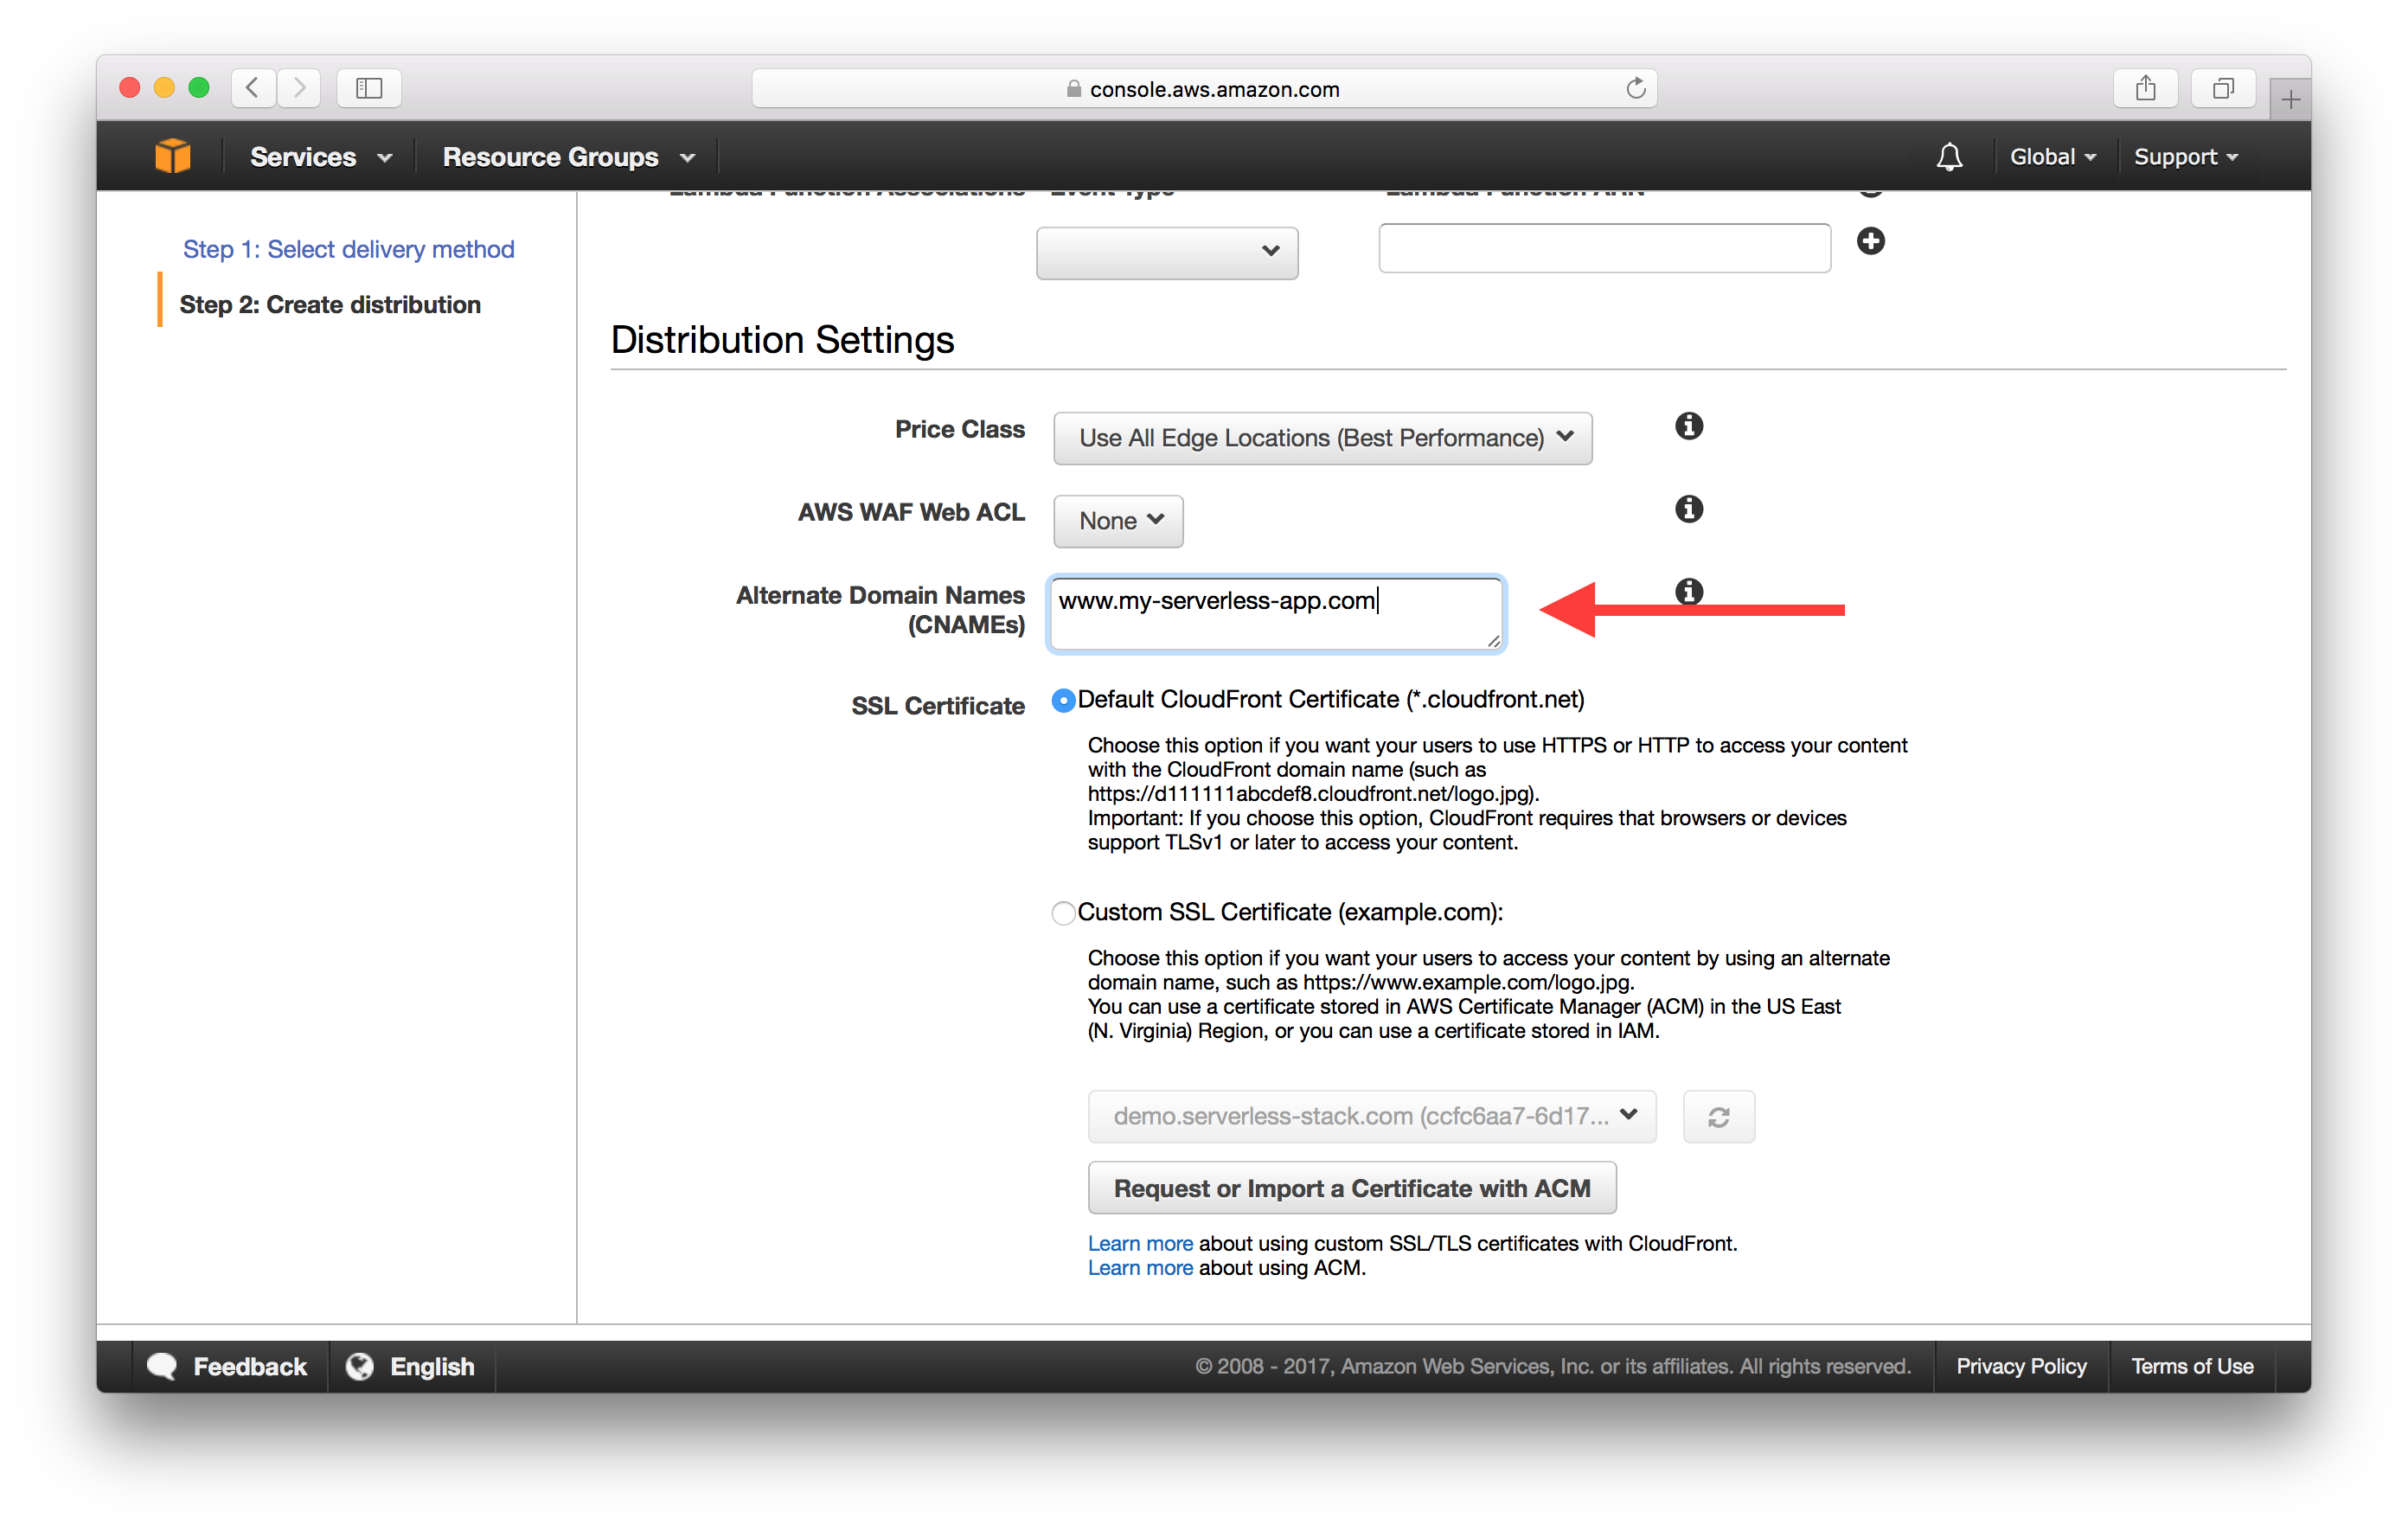 console.aws.amazon.com
Services
Resource Groups
Global
Support
Lambda Function Associations
Event Type
Lambda Function ARN
Step 1: Select delivery method
Step 2: Create distribution
Distribution Settings
Price Class
Use All Edge Locations (Best Performance)
AWS WAF Web ACL
None
Alternate Domain Names
(CNAMEs)
www.my-serverless-app.com
SSL Certificate
Default CloudFront Certificate (*.cloudfront.net)
Choose this option if you want your users to use HTTPS or HTTP to access your content
with the CloudFront domain name (such as
https://d111111abcdef8.cloudfront.net/logo.jpg).
Important: If you choose this option, CloudFront requires that browsers or devices
support TLSv1 or later to access your content.
Custom SSL Certificate (example.com):
Choose this option if you want your users to access your content by using an alternate
domain name, such as https://www.example.com/logo.jpg.
You can use a certificate stored in AWS Certificate Manager (ACM) in the US East
(N. Virginia) Region, or you can use a certificate stored in IAM.
demo.serverless-stack.com (ccfc6aa7-6d17...
Request or Import a Certificate with ACM
Learn more about using custom SSL/TLS certificates with CloudFront.
Learn more about using ACM.
Feedback
English
© 2008 - 2017, Amazon Web Services, Inc. or its affiliates. All rights reserved.
Privacy Policy
Terms of Use